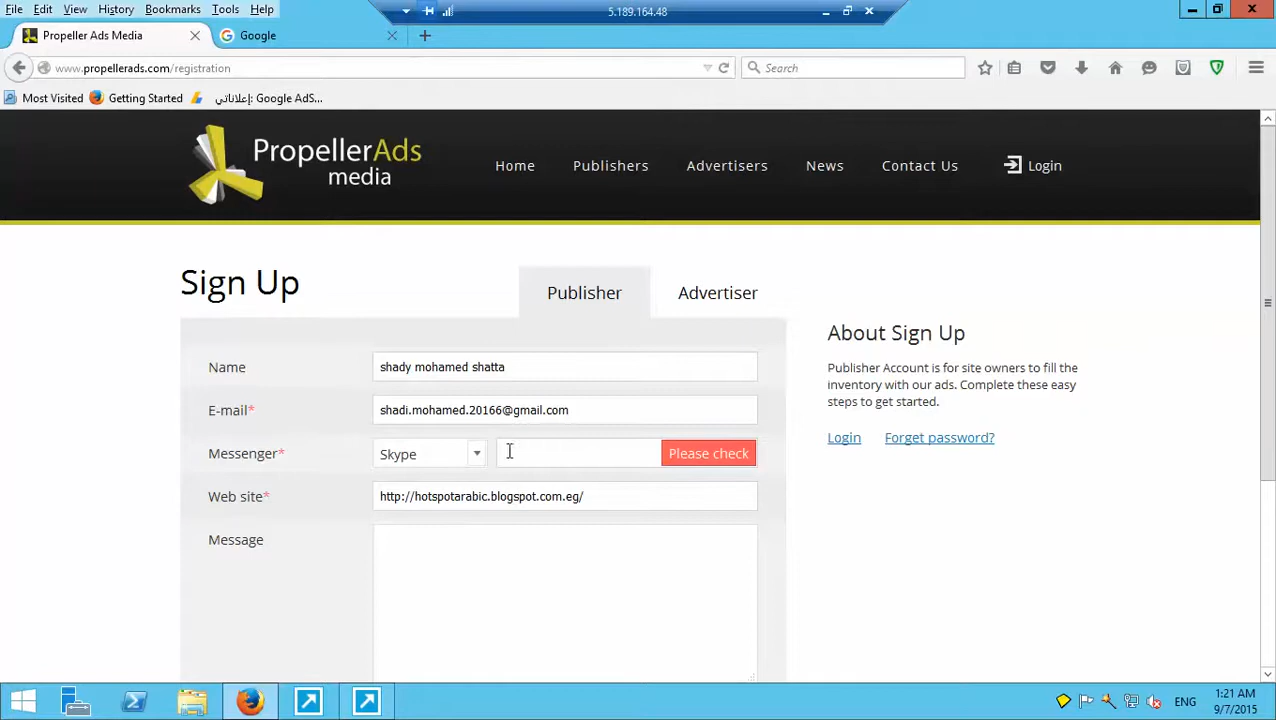 File Edit View History Bookmarks Tools Help
5.189.164.48
Propeller Ads Media
Google
www.propellerads.com/registration
Search
Most Visited
Getting Started
إعلاناتي: Google AdS...
PropellerAds
media
Home
Publishers
Advertisers
News
Contact Us
Login
Sign Up
Publisher
Advertiser
Name
shady mohamed shatta
E-mail*
shadi.mohamed.20166@gmail.com
Messenger*
Skype
Please check
Web site*
http://hotspotarabic.blogspot.com.eg/
Message
About Sign Up
Publisher Account is for site owners to fill the
inventory with our ads. Complete these easy
steps to get started.
Login
Forget password?
ENG
1:21 AM
9/7/2015